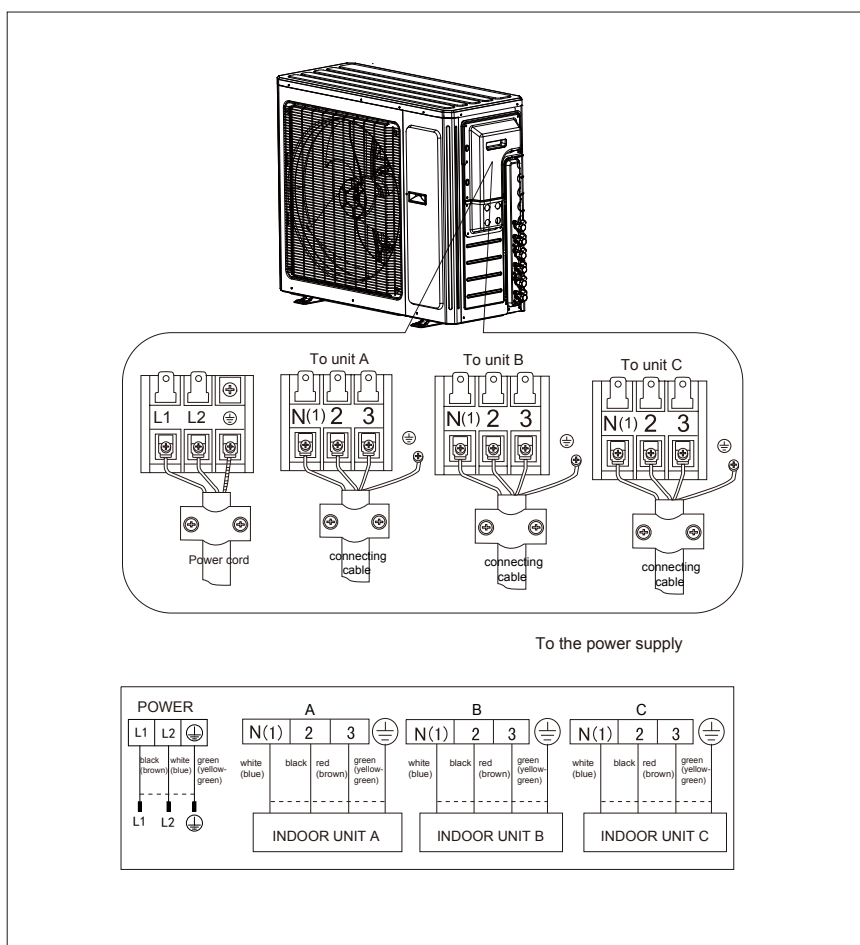 To unit A
To unit B
To unit C
L1 L2
N(1) 2 3
N(1) 2 3
N(1) 2 3
Power cord
connecting
cable
connecting
cable
connecting
cable
To the power supply
POWER
L1 L2
black
(brown)
white
(blue)
green
(yellow-
green)
L1 L2
A
N(1) 2 3
white
(blue)
black
red
(brown)
green
(yellow-
green)
INDOOR UNIT A
B
N(1) 2 3
white
(blue)
black
red
(brown)
green
(yellow-
green)
INDOOR UNIT B
C
N(1) 2 3
white
(blue)
black
red
(brown)
green
(yellow-
green)
INDOOR UNIT C